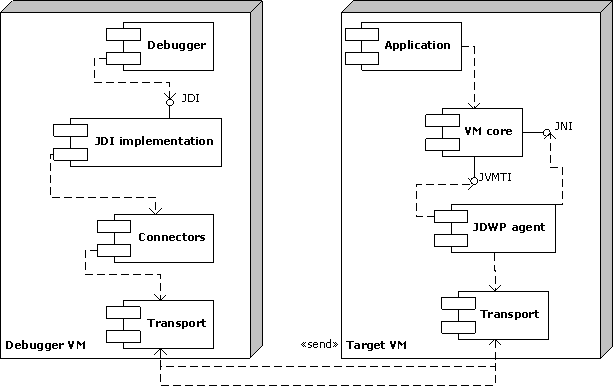 Debugger
JDI
JDI implementation
Connectors
Transport
Debugger VM
Application
VM core
JNI
JVMTI
JDWP agent
Transport
«send»
Target VM